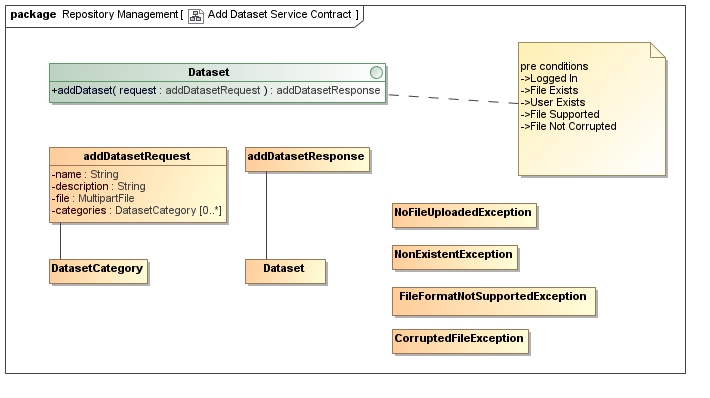 package Repository Management [ Add Dataset Service Contract ]
Dataset
+addDataset( request : addDatasetRequest ) : addDatasetResponse
pre conditions
->Logged In
->File Exists
->User Exists
->File Supported
->File Not Corrupted
addDatasetRequest
-name : String
-description : String
-file : MultipartFile
-categories : DatasetCategory [0..*]
addDatasetResponse
NoFileUploadedException
NonExistentException
DatasetCategory
Dataset
FileFormatNotSupportedException
CorruptedFileException